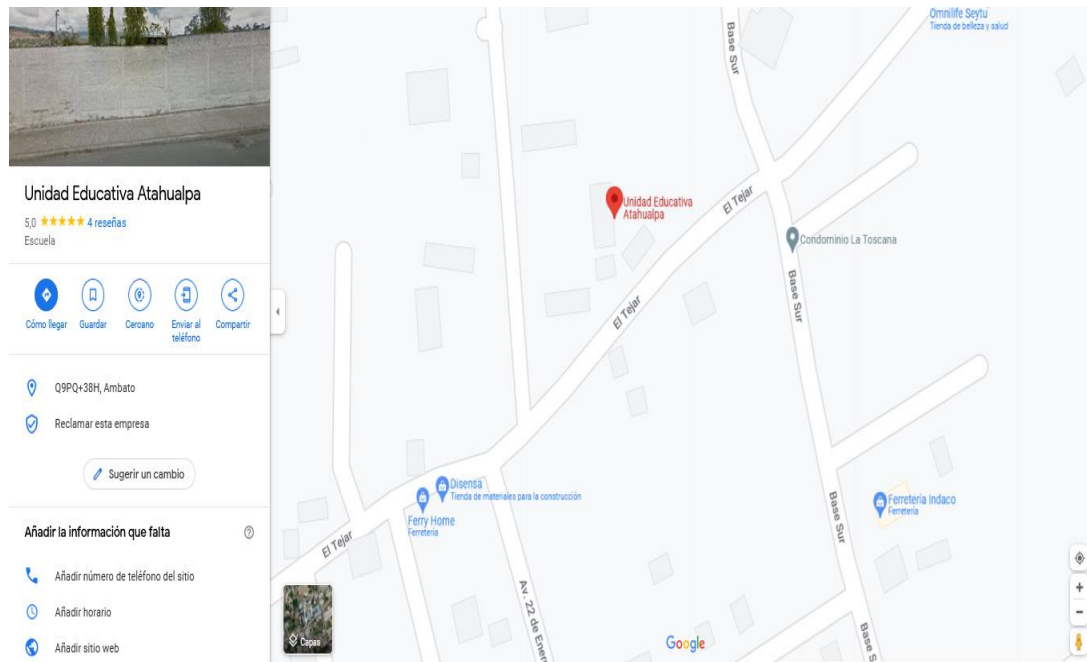 Unidad Educativa Atahualpa
5,0 ★★★★★ 4 reseñas
Escuela
Cómo llegar
Guardar
Cercano
Enviar al
teléfono
Compartir
Q9PQ+38H, Ambato
Reclamar esta empresa
Sugerir un cambio
Añadir la información que falta
Añadir número de teléfono del sitio
Añadir horario
Añadir sitio web
Omnilife Seytu
Tienda de belleza y salud
Base Sur
Base Sur
Unidad Educativa
Atahualpa
El Tejar
Condominio La Toscana
Base Sur
El Tejar
Disensa
Tienda de materiales para la construcción
Ferry Home
Ferretería
El Tejar
Ferretería Indaco
Ferretería
Base Sur
Av. 22 de Ener
Base S
Capas
Google